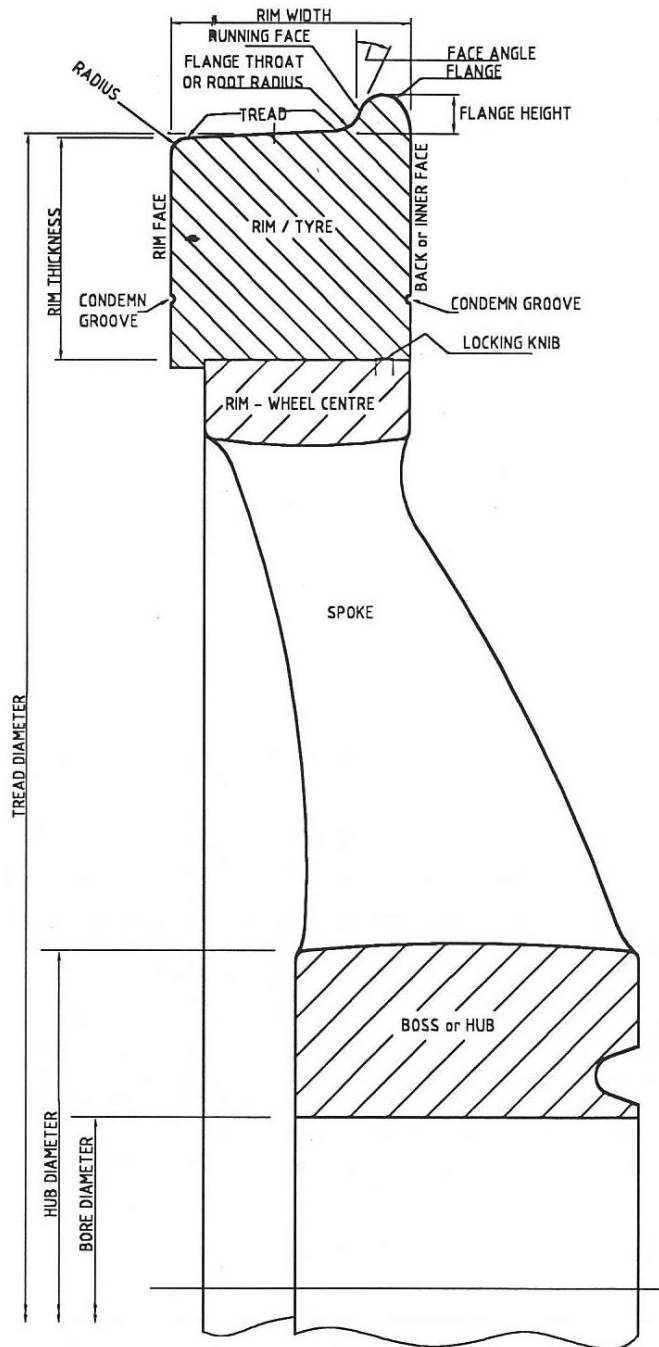 RIM WIDTH
RUNNING FACE
FACE ANGLE
FLANGE THROAT
OR ROOT RADIUS
FLANGE
RADIUS
TREAD
FLANGE HEIGHT
RIM THICKNESS
RIM FACE
RIM / TYRE
BACK or INNER FACE
CONDEMN
GROOVE
CONDEMN GROOVE
LOCKING KNIB
RIM - WHEEL CENTRE
SPOKE
TREAD DIAMETER
BOSS or HUB
HUB DIAMETER
BORE DIAMETER